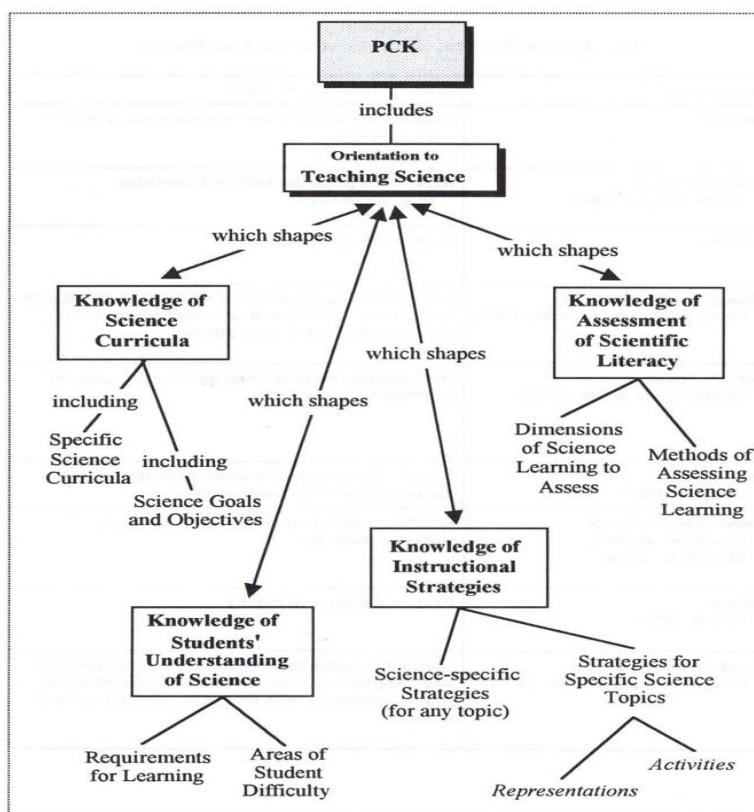 PCK
includes
Orientation to
Teaching Science
which shapes
which shapes
Knowledge of
Science
Curricula
Knowledge of
Assessment
of Scientific
Literacy
which shapes
which shapes
including
Specific
Science
Curricula
including
Science Goals
and Objectives
Dimensions
of Science
Learning to
Assess
Methods of
Assessing
Science
Learning
Knowledge of
Instructional
Strategies
Knowledge of
Students'
Understanding
of Science
Science-specific
Strategies
(for any topic)
Strategies for
Specific Science
Topics
Requirements
for Learning
Areas of
Student
Difficulty
Representations
Activities